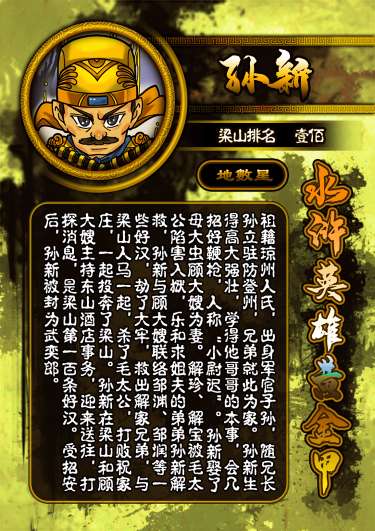 孙新
梁山排名 壹佰
地数星
水浒英雄黄金甲
祖籍琼州人氏，出身军官子孙，随兄长
孙立驻防登州，兄弟就此为家。孙新生
得高大强壮，学得他哥哥的本事，会几
招好鞭枪，人称“小尉迟”。孙新娶了
母大虫顾大嫂为妻。解珍、解宝被毛太
公陷害入狱，乐和求姐夫的弟弟孙新解
救，孙新与顾大嫂联络邹渊、邹润等一
些好汉，劫了大牢，救出解家兄弟，与
梁山人马一起，杀了毛太公，打败祝家
庄，一起投奔了梁山。孙新在梁山和顾
大嫂主持东山酒店事务，迎来送往，打
探消息，是梁山第一百条好汉。受招安
后，孙新被封为武奕郎。